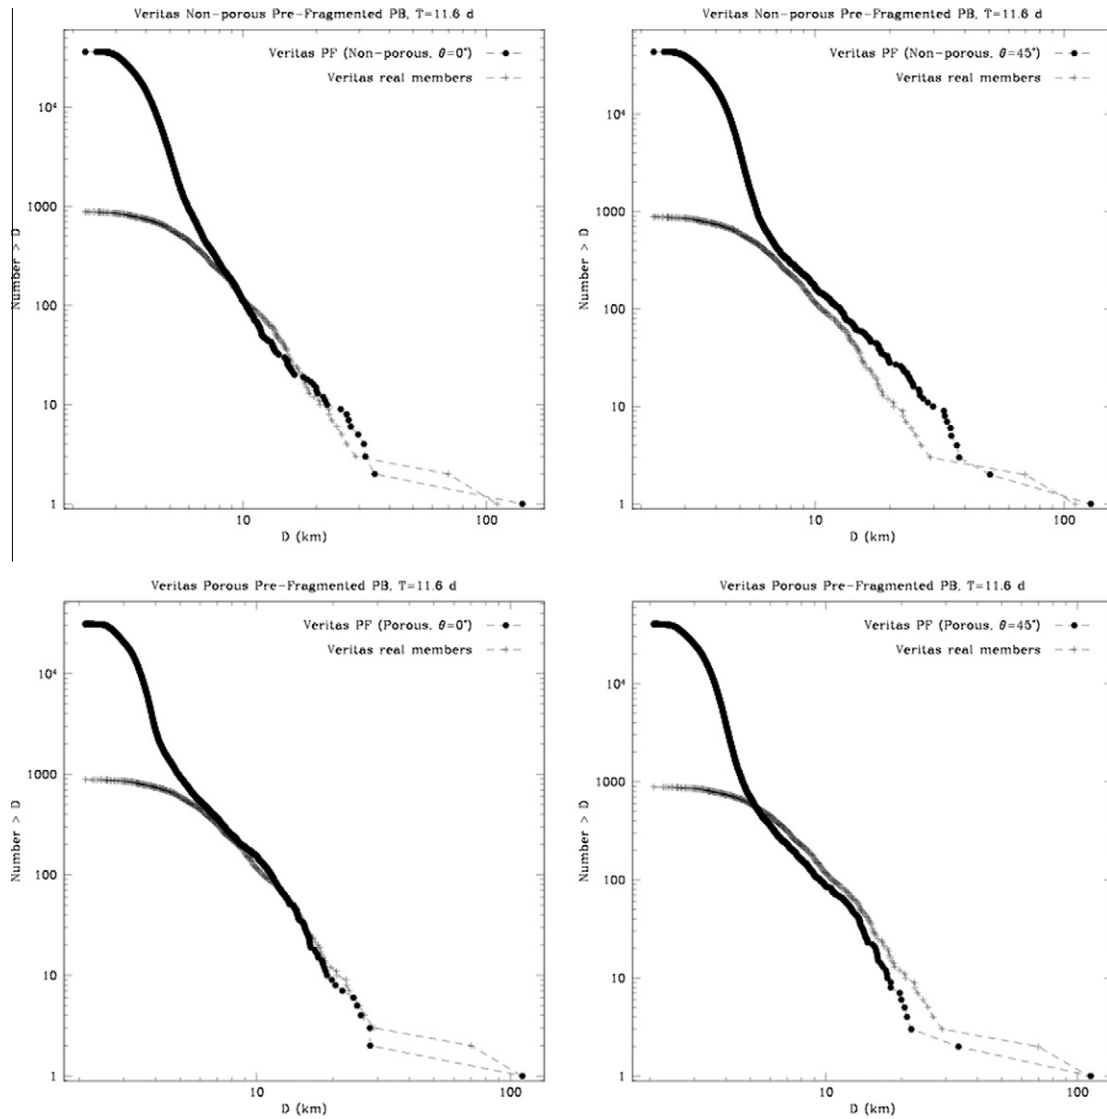 Veritas Non-porous Pre-Fragmented PB, T=11.6 d
Veritas PF (Non-porous, θ=0°)
Veritas real members
10⁴
1000
100
10
1
Number > D
10
100
D (km)
Veritas Non-porous Pre-Fragmented PB, T=11.6 d
Veritas PF (Non-porous, θ=45°)
Veritas real members
10⁴
1000
100
10
1
Number > D
10
100
D (km)
Veritas Porous Pre-Fragmented PB, T=11.6 d
Veritas PF (Porous, θ=0°)
Veritas real members
10⁴
1000
100
10
1
Number > D
10
100
D (km)
Veritas Porous Pre-Fragmented PB, T=11.6 d
Veritas PF (Porous, θ=45°)
Veritas real members
10⁴
1000
100
10
1
Number > D
10
100
D (km)